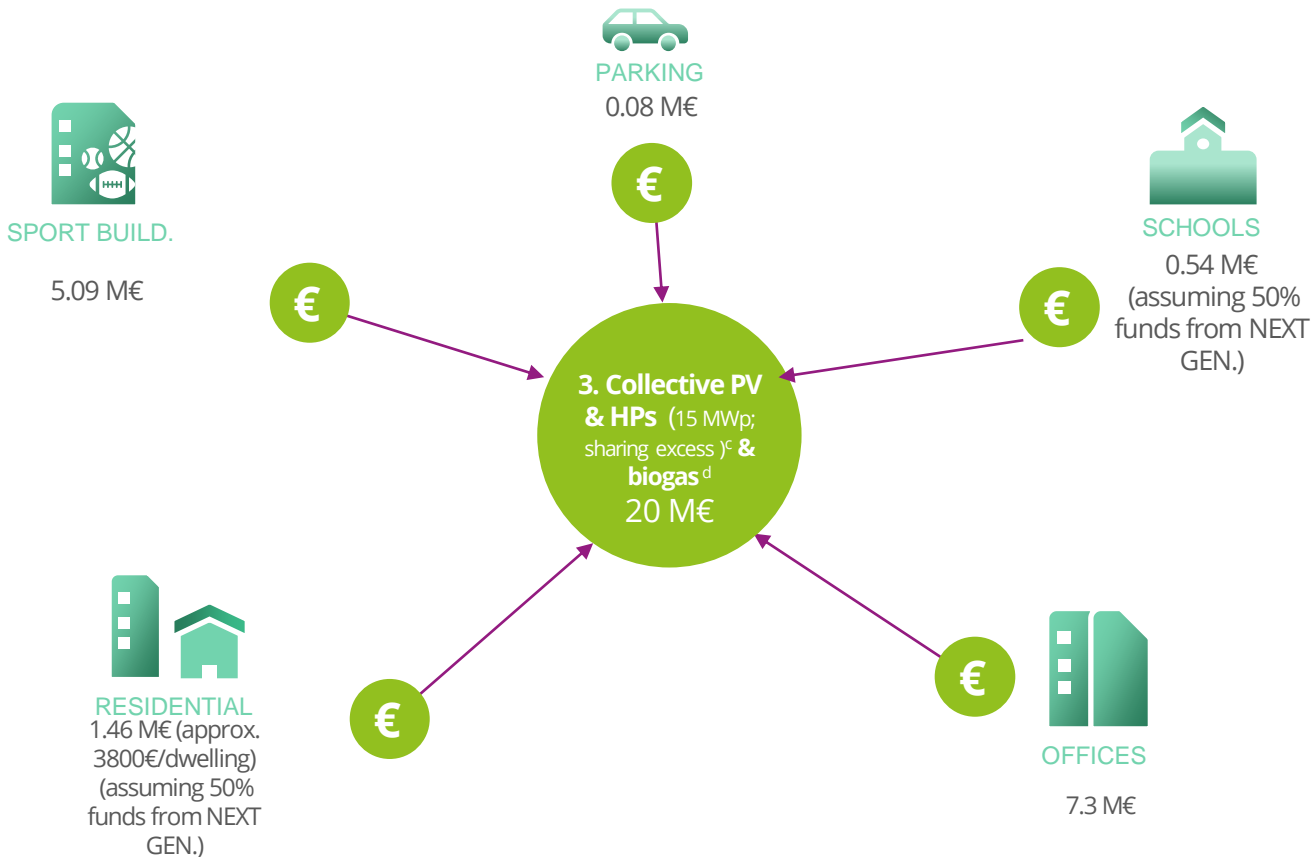 PARKING
0.08 M€
€
SPORT BUILD.
5.09 M€
€
SCHOOLS
0.54 M€
(assuming 50%
funds from NEXT
GEN.)
€
3. Collective PV
& HPs (15 MWp;
sharing excess )ᶜ &
biogas ᵈ
20 M€
RESIDENTIAL
1.46 M€ (approx.
3800€/dwelling)
(assuming 50%
funds from NEXT
GEN.)
€
€
OFFICES
7.3 M€